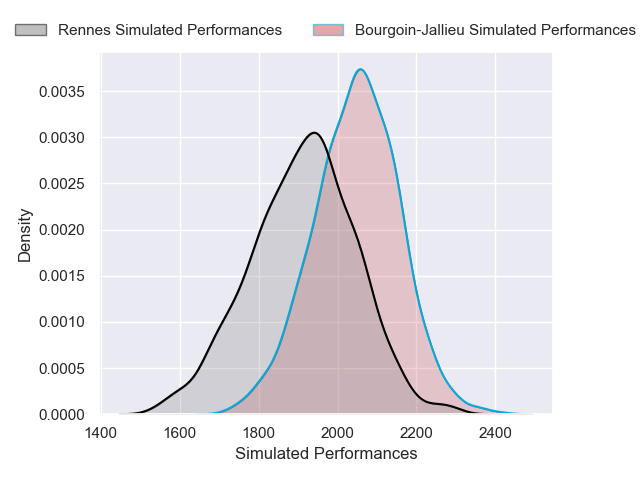 Rennes Simulated Performances
Bourgoin-Jallieu Simulated Performances
0.0035
0.0030
0.0025
0.0020
0.0015
0.0010
0.0005
0.0000
Density
1400 1600 1800 2000 2200 2400
Simulated Performances